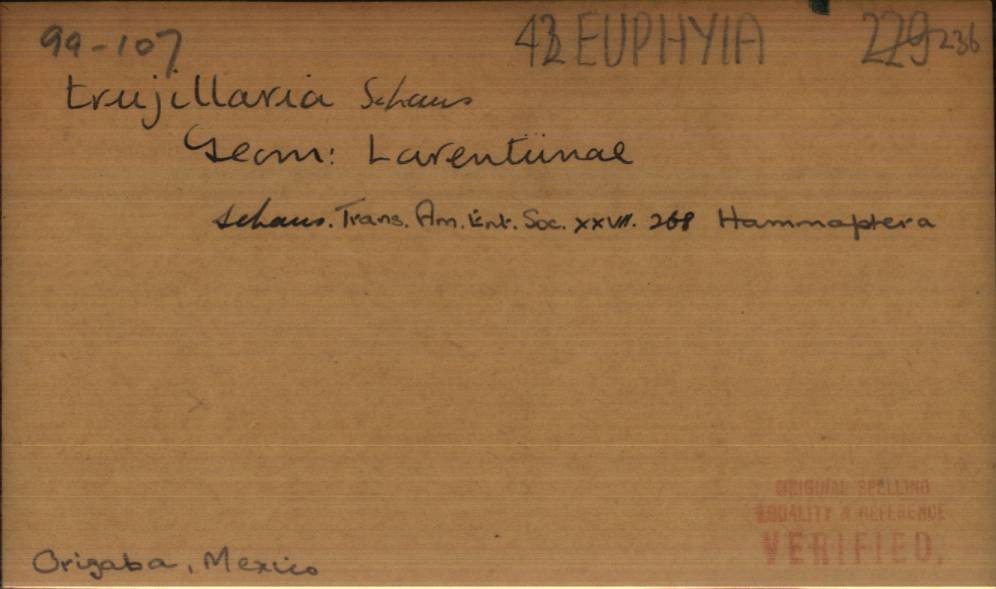 99-107 43 EUPHYIA 229 236
trujillaria Schaus
Geom: Larentiinae
Schaus. Trans. Am. Ent. Soc. XXVII. 268 Hammaptera
ORIGINAL SPELLING
LOCALITY & REFERENCE
VERIFIED.
Orizaba, Mexico